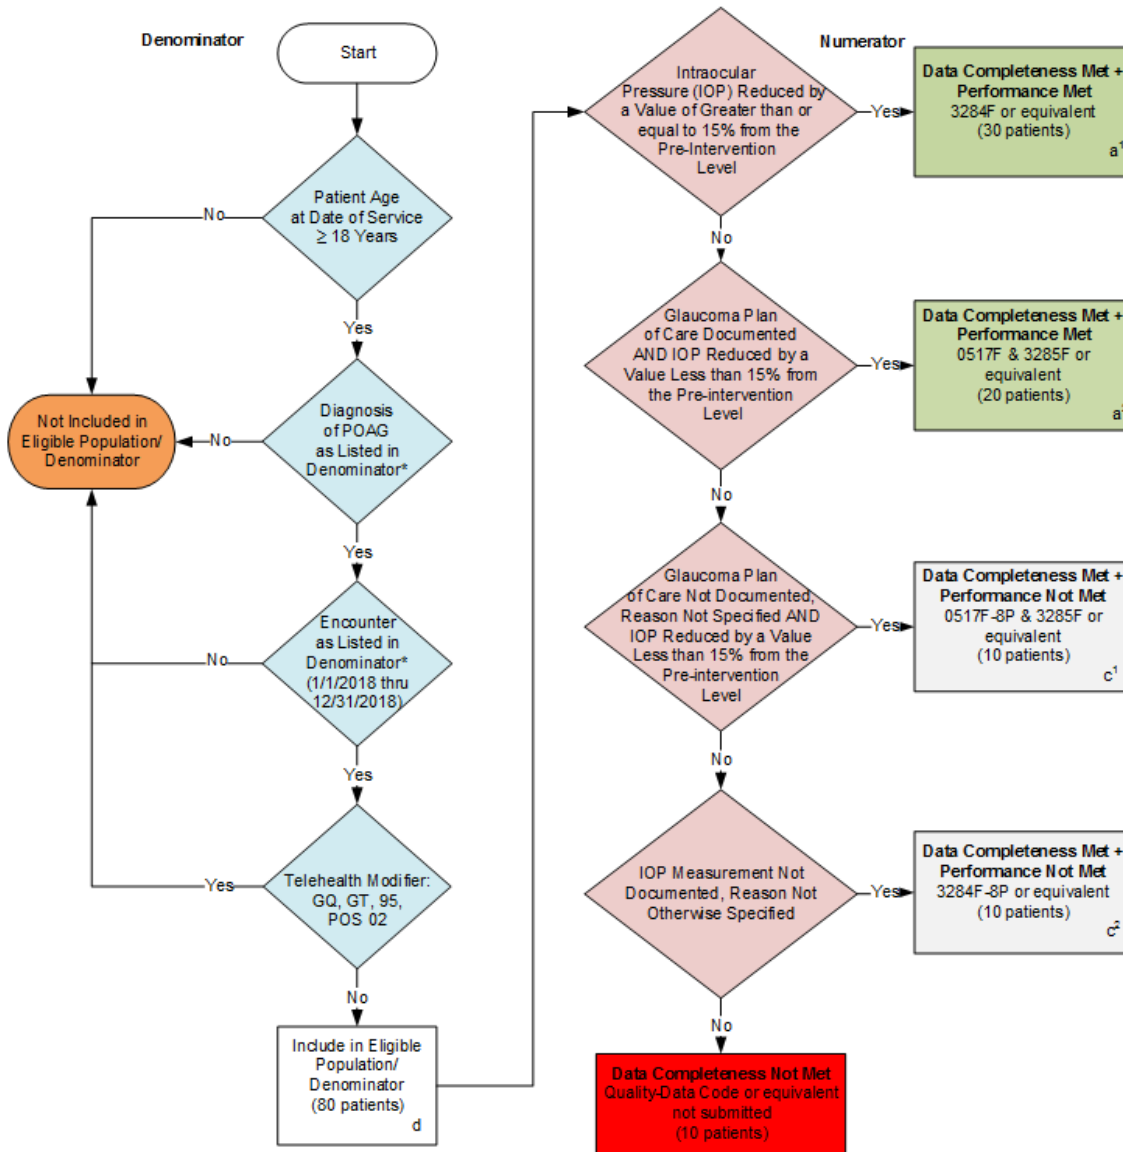 Denominator
Start
Patient Age
at Date of Service
≥ 18 Years
No
Yes
Diagnosis
of POAG
as Listed in
Denominator*
No
Not Included in
Eligible Population/
Denominator
Yes
Encounter
as Listed in
Denominator*
(1/1/2018 thru
12/31/2018)
No
Yes
Telehealth Modifier:
GQ, GT, 95,
POS 02
Yes
No
Include in Eligible
Population/
Denominator
(80 patients)
d
Numerator
Intraocular
Pressure (IOP) Reduced by
a Value of Greater than or
equal to 15% from the
Pre-Intervention
Level
Yes
Data Completeness Met +
Performance Met
3284F or equivalent
(30 patients)
a¹
No
Glaucoma Plan
of Care Documented
AND IOP Reduced by a
Value Less than 15% from
the Pre-intervention
Level
Yes
Data Completeness Met +
Performance Met
0517F & 3285F or
equivalent
(20 patients)
a²
No
Glaucoma Plan
of Care Not Documented,
Reason Not Specified AND
IOP Reduced by a Value
Less than 15% from the
Pre-intervention
Level
Yes
Data Completeness Met +
Performance Not Met
0517F-8P & 3285F or
equivalent
(10 patients)
c¹
No
IOP Measurement Not
Documented, Reason Not
Otherwise Specified
Yes
Data Completeness Met +
Performance Not Met
3284F-8P or equivalent
(10 patients)
c²
No
Data Completeness Not Met
Quality-Data Code or equivalent
not submitted
(10 patients)